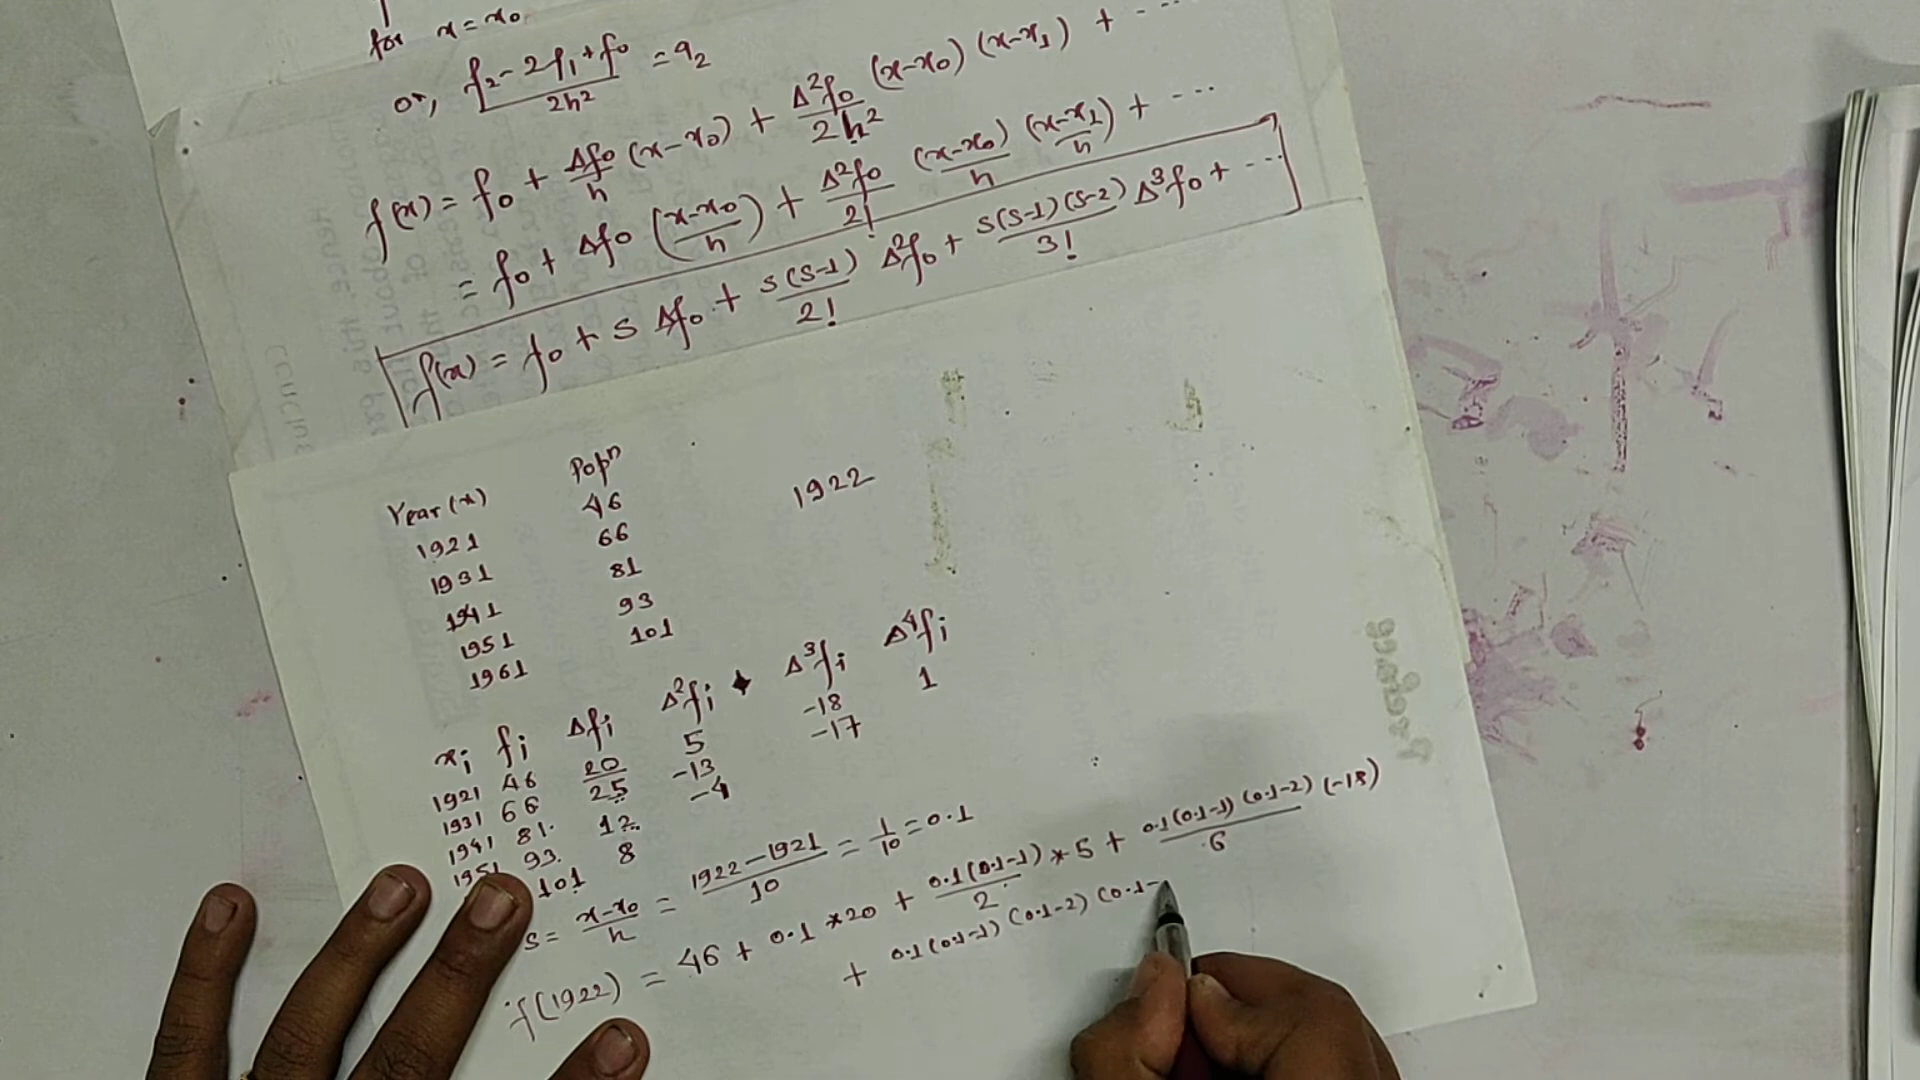 for x = x₀
or, (f₂ - 2f₁ + f₀)/2h² = a₂
f(x) = f₀ + Δf₀/h (x-x₀) + Δ²f₀/2h² (x-x₀) (x-x₁) + ...
= f₀ + Δf₀ ((x-x₀)/h) + Δ²f₀/2! (x-x₀)/h ((x-x₁)/h) + ...
f(x) = f₀ + s Δf₀ + s(s-1)/2! Δ²f₀ + s(s-1)(s-2)/3! Δ³f₀ + ...
Year (x) Popⁿ
1921 46 1922
1931 66
1941 81
1951 93
1961 101
xᵢ fᵢ Δfᵢ Δ²fᵢ Δ³fᵢ Δ⁴fᵢ
1921 46 20 5 -18 1
1931 66 25 -13 -17
1941 81. 12 -4
1951 93. 8
101
s = (x-x₀)/h = (1922-1921)/10 = 1/10 = 0.1
f(1922) = 46 + 0.1 * 20 + 0.1(0.1-1)/2 * 5 + 0.1(0.1-1)(0.1-2)/6 (-18)
+ 0.1(0.1-1)(0.1-2)(0.1-